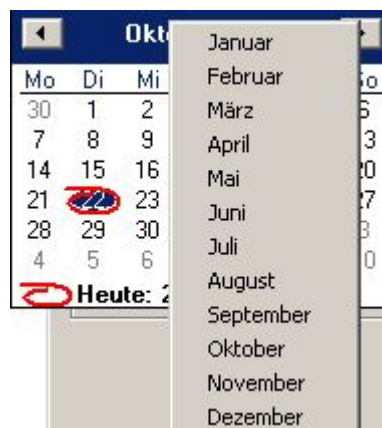 Okt
Mo Di Mi
30 1 2
7 8 9
14 15 16
21 22 23
28 29 30
4 5 6
Heute: 2
Januar
Februar
März
April
Mai
Juni
Juli
August
September
Oktober
November
Dezember